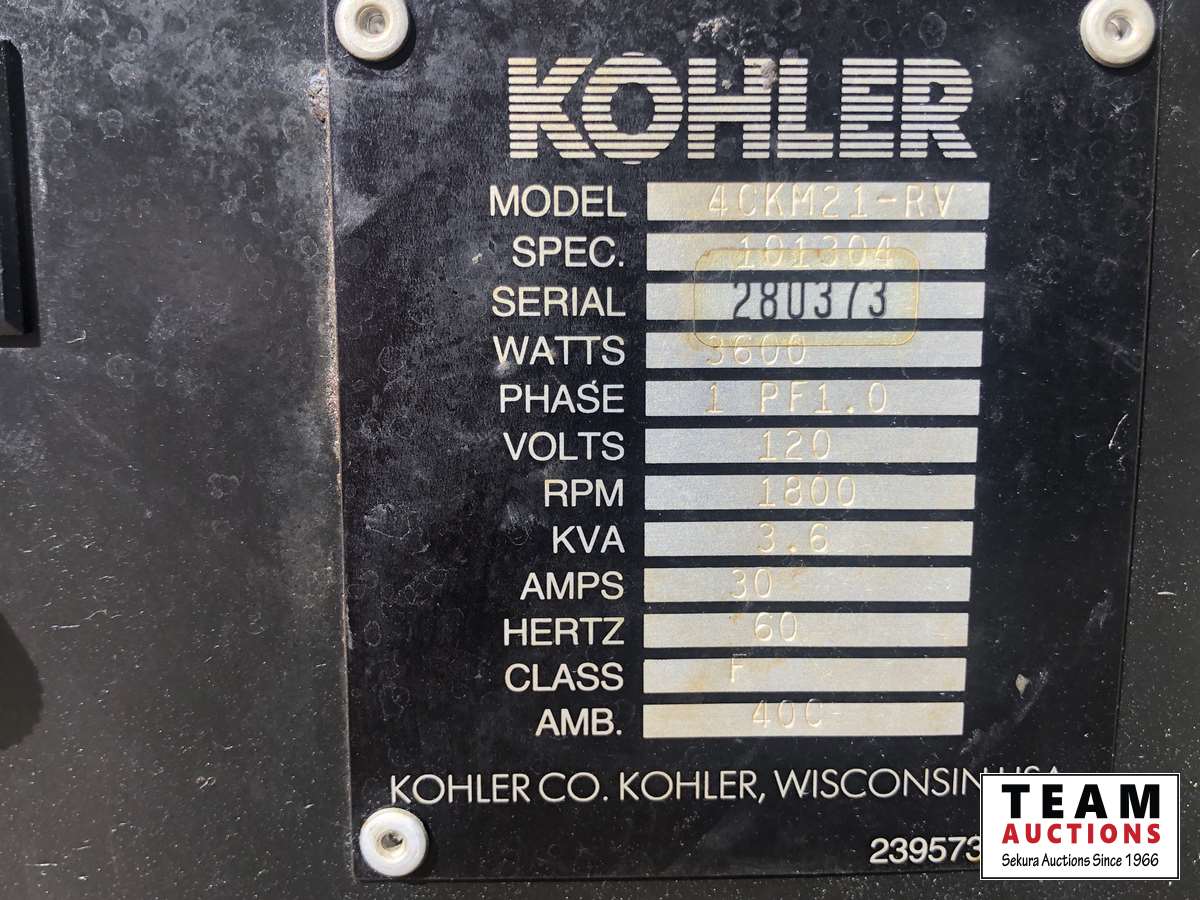 KOHLER
MODEL 4CKM21-RV
SPEC. 101304
SERIAL 280373
WATTS 3600
PHASE 1 PF1.0
VOLTS 120
RPM 1800
KVA 3.6
AMPS 30
HERTZ 60
CLASS F
AMB. 40C
KOHLER CO. KOHLER, WISCONSIN USA
239573
TEAM
AUCTIONS
Sekura Auctions Since 1966